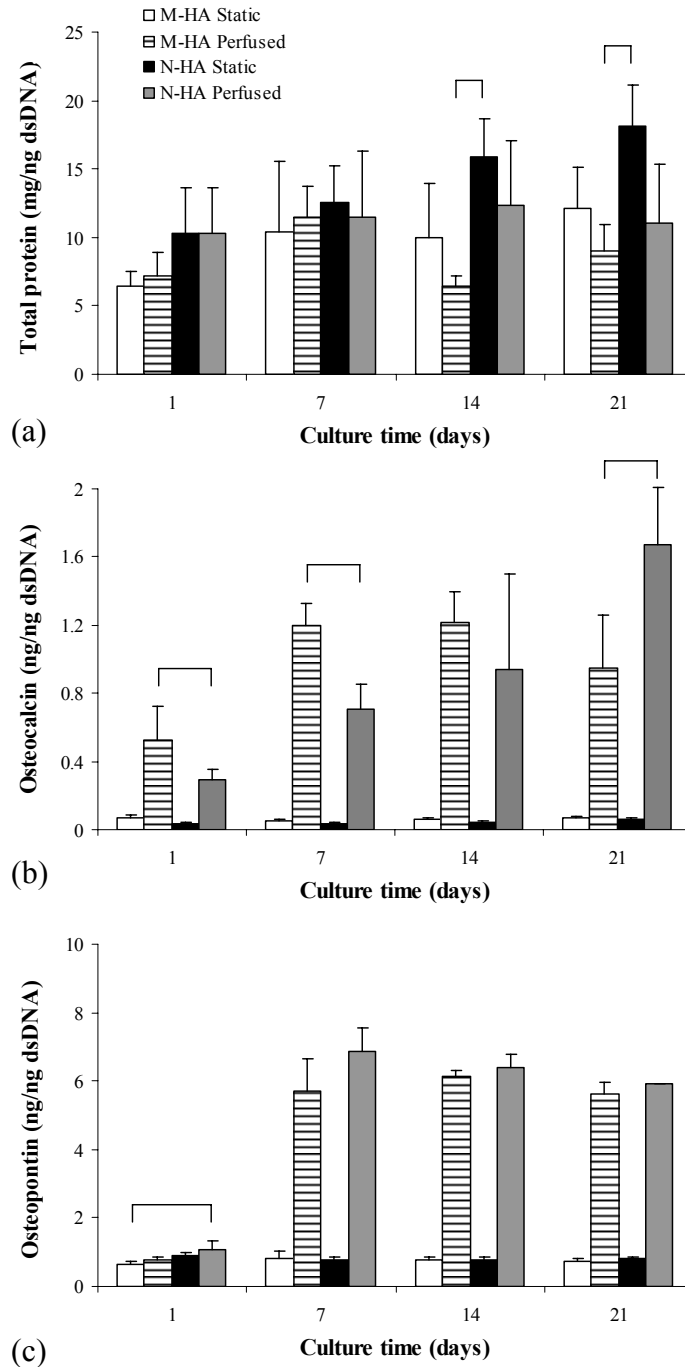 M-HA Static
M-HA Perfused
N-HA Static
N-HA Perfused
Total protein (mg/ng dsDNA)
25
20
15
10
5
0
1 7 14 21
(a) Culture time (days)
Osteocalcin (ng/ng dsDNA)
2
1.6
1.2
0.8
0.4
0
1 7 14 21
(b) Culture time (days)
Osteopontin (ng/ng dsDNA)
10
8
6
4
2
0
1 7 14 21
(c) Culture time (days)